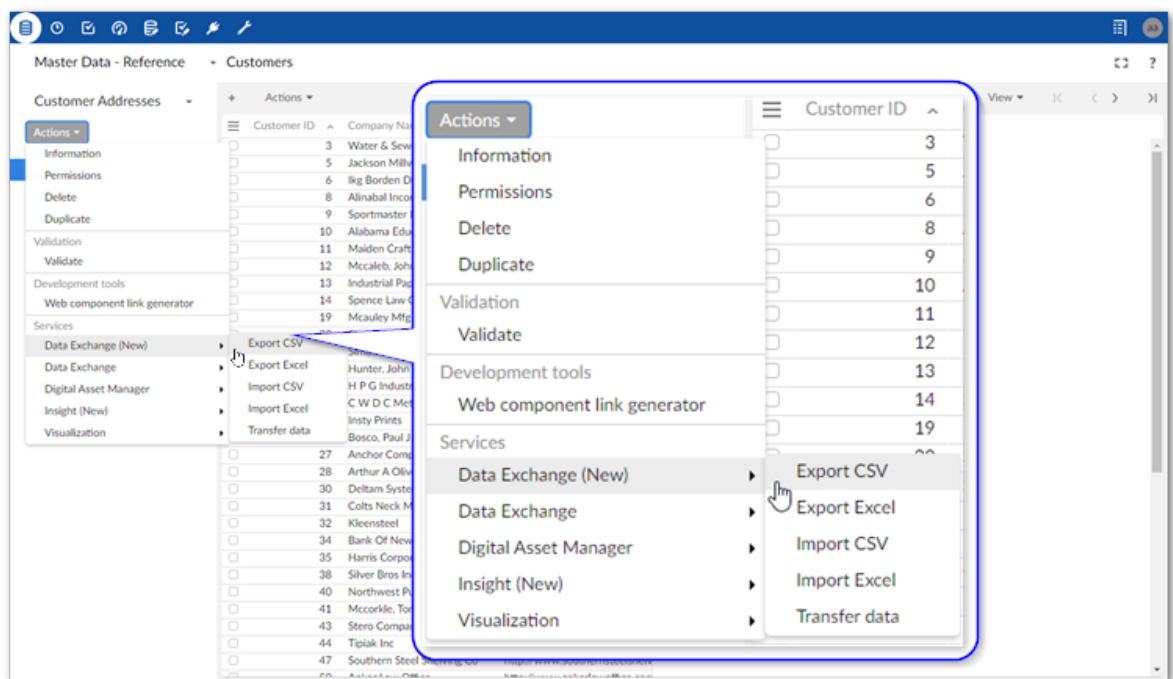 aa
Master Data - Reference Customers ?
Customer Addresses + Actions View
Actions Customer ID Company Na
Information 3 Water & Sew
Permissions 5 Jackson Millw
6 Ikg Borden D
Delete 8 Alinabal Incor
Duplicate 9 Sportmaster
10 Alabama Edu
Validation 11 Maiden Craft
Validate 12 Mccaleb, John
Development tools 13 Industrial Pap
Web component link generator 14 Spence Law
Services 19 Mcauley Mfg
Data Exchange (New) Export CSV
Data Exchange Export Excel Hunter, John
Digital Asset Manager Import CSV H P G Indust
Insight (New) Import Excel C W D C Met
Insty Prints
Visualization Transfer data Bosco, Paul J
27 Anchor Comp
28 Arthur A Oliv
30 Deltam Syste
31 Colts Neck M
32 Kleensteel
34 Bank Of New
35 Harris Corpo
38 Silver Bros In
40 Northwest Pu
41 Mccorkle, Tor
43 Stero Compa
44 Tipiak Inc
47 Southern Steel Shelving Co
Actions Customer ID
Information 3
Permissions 5
6
Delete 8
Duplicate 9
10
Validation 11
Validate 12
Development tools 13
Web component link generator 14
Services 19
Data Exchange (New) Export CSV
Data Exchange Export Excel
Digital Asset Manager Import CSV
Insight (New) Import Excel
Visualization Transfer data